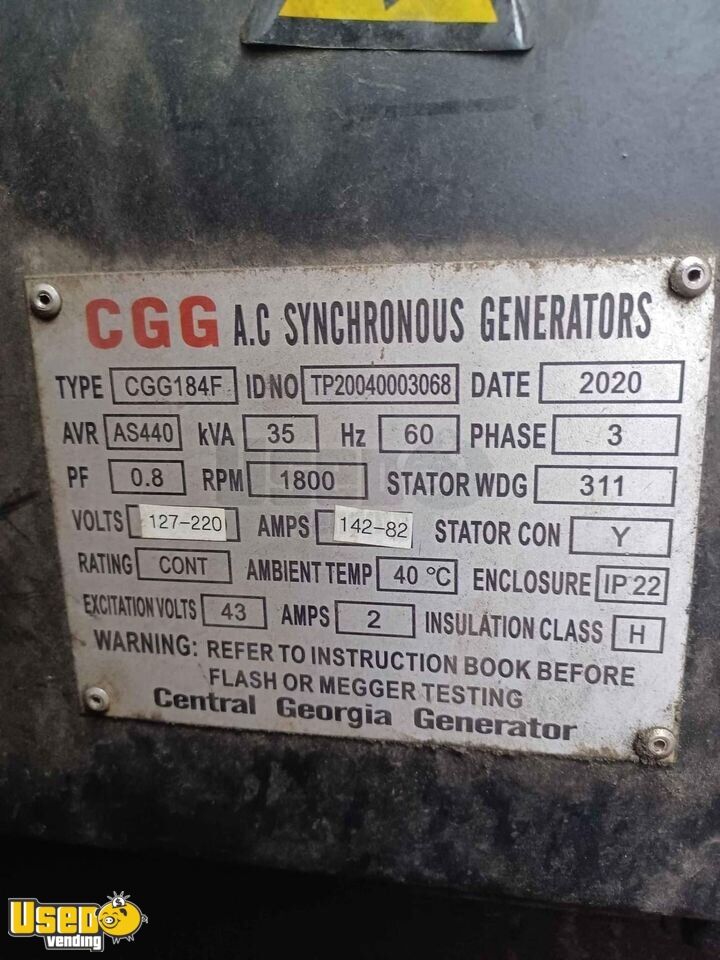 CGG A.C SYNCHRONOUS GENERATORS
TYPE CGG184F ID NO TP20040003068 DATE 2020
AVR AS440 kVA 35 Hz 60 PHASE 3
PF 0.8 RPM 1800 STATOR WDG 311
VOLTS 127-220 AMPS 142-82 STATOR CON Y
RATING CONT AMBIENT TEMP 40 °C ENCLOSURE IP 22
EXCITATION VOLTS 43 AMPS 2 INSULATION CLASS H
WARNING: REFER TO INSTRUCTION BOOK BEFORE
FLASH OR MEGGER TESTING
Central Georgia Generator
Used
vending